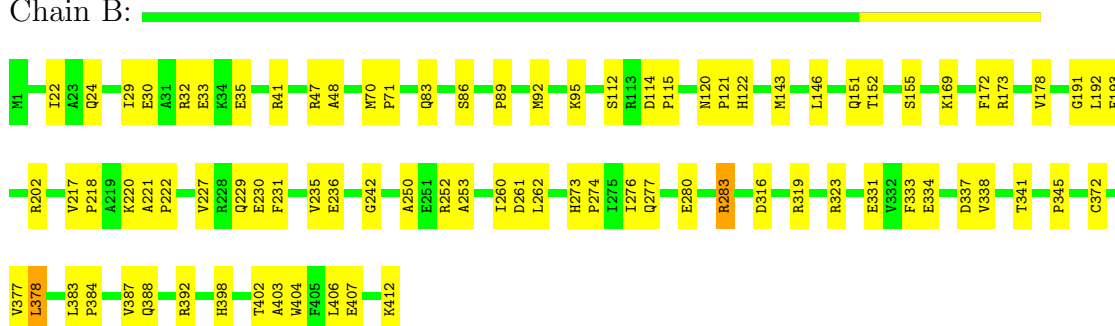 Chain B:
M1 I22 A23 Q24 I29 E30 A31 R32 E33 K34 E35 R41 R47 A48 M70 P71 Q83 S86 P89 M92 K95 S112 R113 D114 P115 N120 P121 H122 M143 L146 Q151 T152 S155 K169 F172 R173 V178 G191 L192
R202 V217 P218 A219 K220 A221 P222 V227 R228 Q229 E230 F231 V235 E236 G242 A250 E251 R252 A253 I260 D261 L262 H273 P274 I275 I276 Q277 E280 R283 D316 R319 R323 E331 V332 F333 E334 D337 V338 T341 P345 C372
V377 L378 L383 P384 V387 Q388 R392 H398 T402 A403 W404 F405 L406 E407 K412